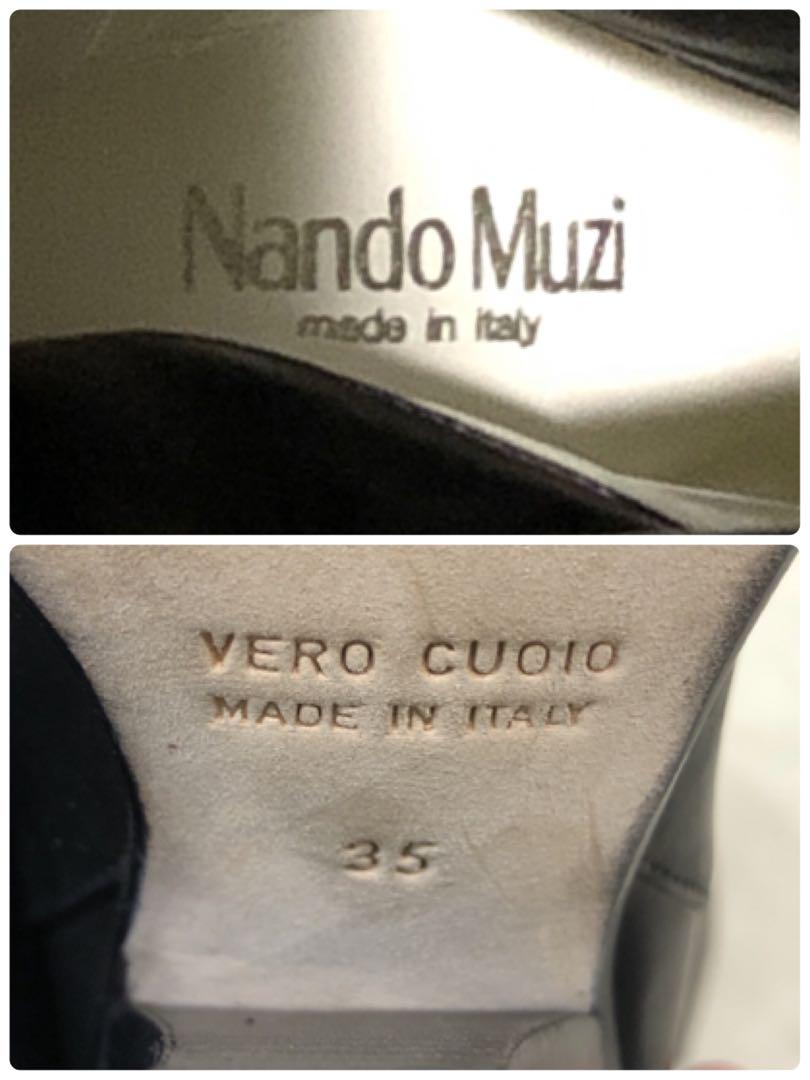 Nando Muzi
made in italy
VERO CUOIO
MADE IN ITALY
35